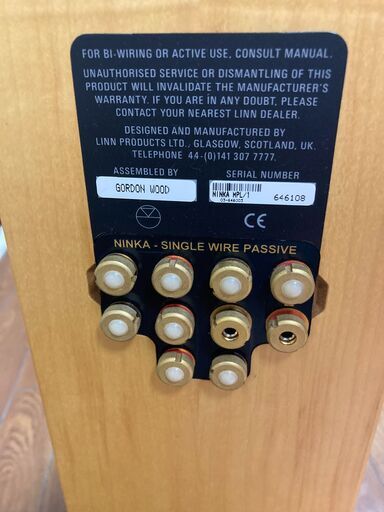 FOR BI-WIRING OR ACTIVE USE, CONSULT MANUAL.
UNAUTHORISED SERVICE OR DISMANTLING OF THIS
PRODUCT WILL INVALIDATE THE MANUFACTURER'S
WARRANTY. IF YOU ARE IN ANY DOUBT, PLEASE
CONTACT YOUR NEAREST LINN DEALER.
DESIGNED AND MANUFACTURED BY
LINN PRODUCTS LTD., GLASGOW, SCOTLAND, UK.
TELEPHONE 44-(0)141 307 7777.
ASSEMBLED BY SERIAL NUMBER
GORDON WOOD
NINKA MPL/1 646108
CE
NINKA - SINGLE WIRE PASSIVE